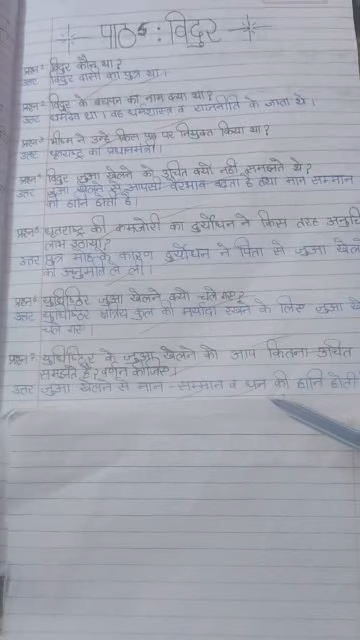 पाठ 5 : विदुर
प्रश्न 1 विदुर कौन था?
उत्तर विदुर दासी का पुत्र था।
प्रश्न 2 विदुर के बचपन का नाम क्या था?
उत्तर धर्मदेव था। वह धर्मशास्त्र व राजनीति के जाता थे।
प्रश्न 3 भीष्म ने उन्हें किस पद पर नियुक्त किया था?
उत्तर धृतराष्ट्र का प्रधानमंत्री।
प्रश्न 4 विदुर जुआ खेलने को उचित क्यों नहीं समझते थे?
उत्तर जुआ खेलने से आपसी वैरभाव बढ़ता है तथा मान सम्मान
की हानि होती है।
प्रश्न 5 धृतराष्ट्र की कमजोरी का दुर्योधन ने किस तरह
लाभ उठाया?
उत्तर पुत्र मोह के कारण दुर्योधन ने पिता से जुआ
की अनुमति ले ली।
प्रश्न 6 युधिष्ठिर जुआ खेलने क्यों चले गए?
उत्तर युधिष्ठिर क्षत्रिय कुल की मर्यादा रखने के लिए जुआ
चले गए।
प्रश्न 7 युधिष्ठिर के जुआ खेलने को आप कितना उचित
समझते हैं? वर्णन कीजिए।
उत्तर जुआ खेलने से मान - सम्मान व धन की हानि होती